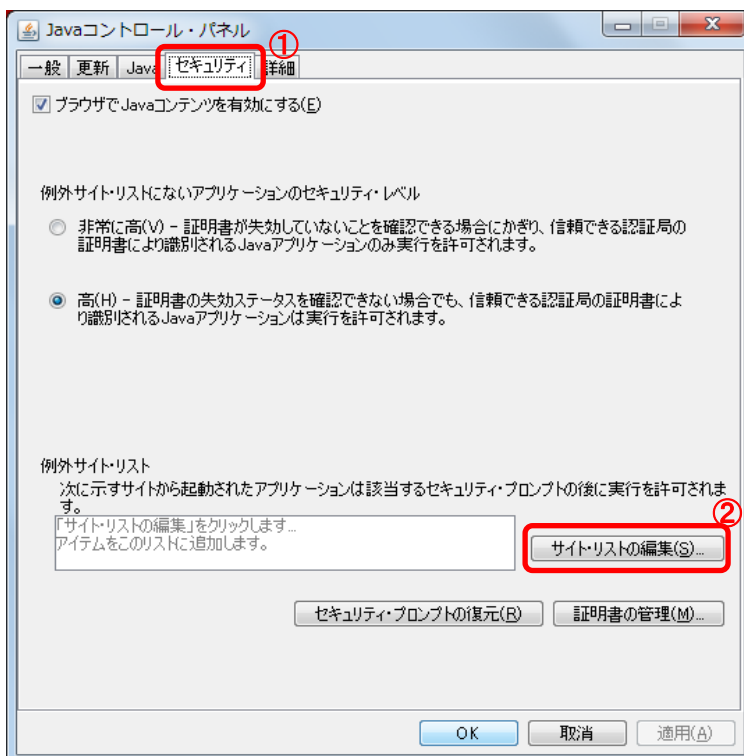 Javaコントロール・パネル
①
一般 更新 Java セキュリティ 詳細
ブラウザでJavaコンテンツを有効にする(E)
例外サイト・リストにないアプリケーションのセキュリティ・レベル
非常に高(V) - 証明書が失効していないことを確認できる場合にかぎり、信頼できる認証局の
証明書により識別されるJavaアプリケーションのみ実行を許可されます。
高(H) - 証明書の失効ステータスを確認できない場合でも、信頼できる認証局の証明書によ
り識別されるJavaアプリケーションは実行を許可されます。
例外サイト・リスト
次に示すサイトから起動されたアプリケーションは該当するセキュリティ・プロンプトの後に実行を許可されま
す。
②
「サイト・リストの編集」をクリックします...
アイテムをこのリストに追加します。
サイト・リストの編集(S)...
セキュリティ・プロンプトの復元(R) 証明書の管理(M)...
OK 取消 適用(A)